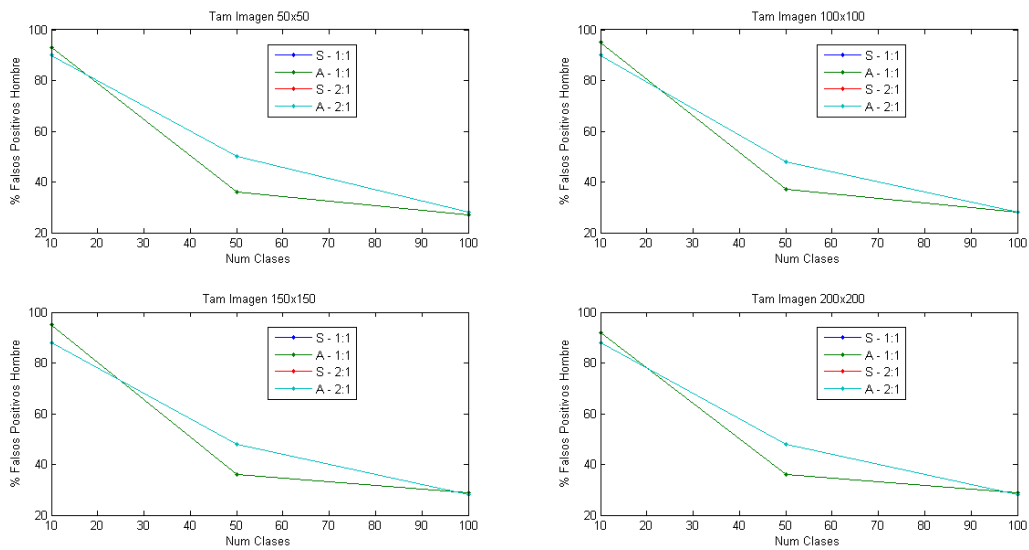 Tam Imagen 50x50
100
80
60
40
20
% Falsos Positivos Hombre
S - 1:1
A - 1:1
S - 2:1
A - 2:1
10 20 30 40 50 60 70 80 90 100
Num Clases
Tam Imagen 100x100
100
80
60
40
20
% Falsos Positivos Hombre
S - 1:1
A - 1:1
S - 2:1
A - 2:1
10 20 30 40 50 60 70 80 90 100
Num Clases
Tam Imagen 150x150
100
80
60
40
20
% Falsos Positivos Hombre
S - 1:1
A - 1:1
S - 2:1
A - 2:1
10 20 30 40 50 60 70 80 90 100
Num Clases
Tam Imagen 200x200
100
80
60
40
20
% Falsos Positivos Hombre
S - 1:1
A - 1:1
S - 2:1
A - 2:1
10 20 30 40 50 60 70 80 90 100
Num Clases